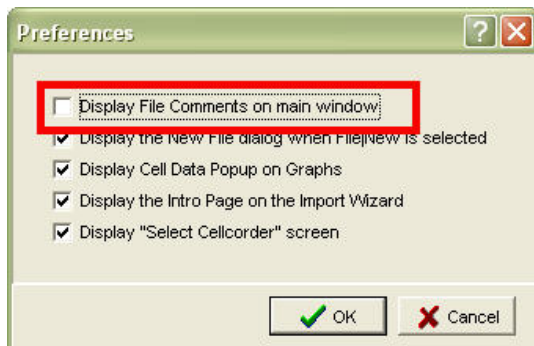 Preferences
Display File Comments on main window
Display the New File dialog when File|New is selected
Display Cell Data Popup on Graphs
Display the Intro Page on the Import Wizard
Display "Select Cellcorder" screen
OK
Cancel